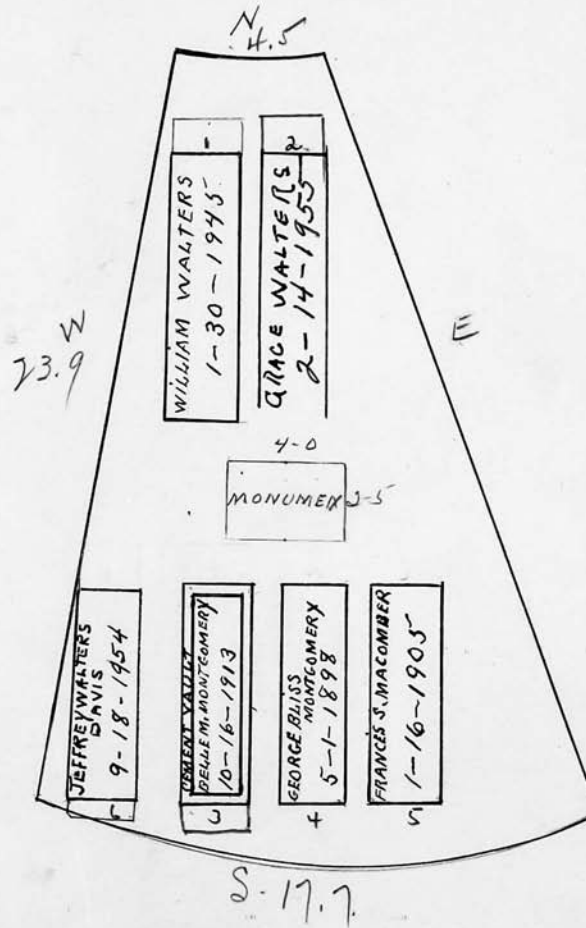 N
4.5
1
WILLIAM WALTERS
1-30-1945
2
GRACE WALTERS
2-14-1955
W
23.9
E
4-0
MONUMENT
2-5
JEFFREY WALTERS
DAVIS
9-18-1954
6
CEMENT VAULT
BELLE M. MONTGOMERY
10-16-1913
3
GEORGE BLISS
MONTGOMERY
5-1-1898
4
FRANCES S. MACOMBER
1-16-1905
5
S. 17.7